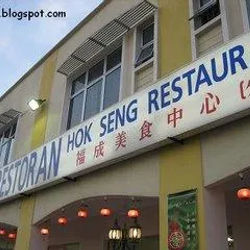 .blogspot.com
RESTORAN HOK SENG RESTAUR
福成美食中心